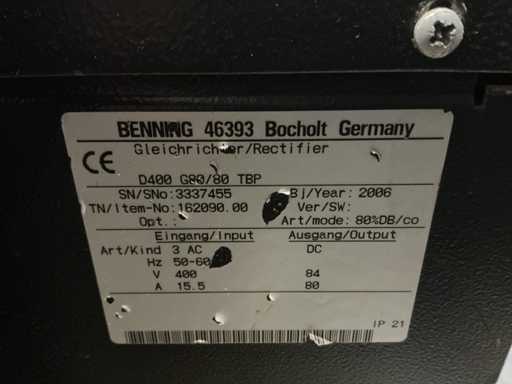 BENNING 46393 Bocholt Germany
CE Gleichrichter/Rectifier
D400 G80/80 TBP
SN/SNo:3337455 Bj/Year: 2006
TN/Item-No:162090.00 Ver/SW:
Opt.: Art/mode: 80%DB/co
Eingang/Input Ausgang/Output
Art/Kind 3 AC DC
Hz 50-60
V 400 84
A 15.5 80
IP 21